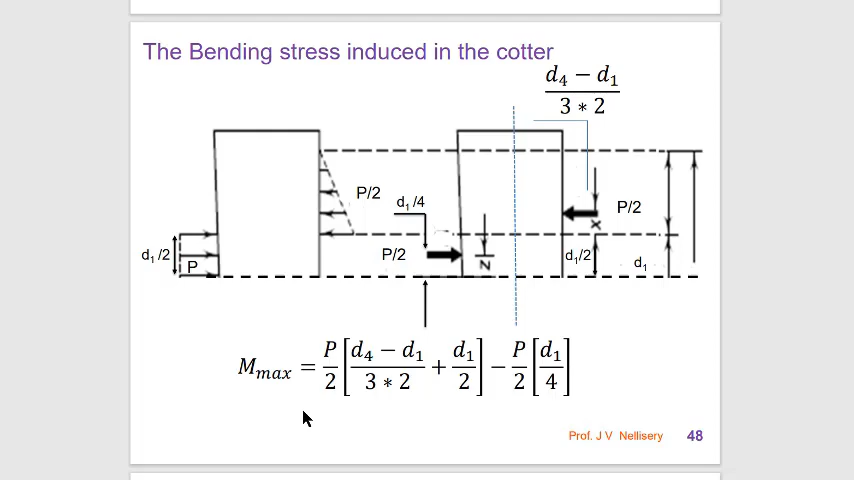 The Bending stress induced in the cotter
d₄ − d₁
3 * 2
P/2
d₁/4
P/2
x
d₁/2
P/2
z
d₁/2
d₁
P
M_max = P/2 [(d₄ − d₁)/(3 * 2) + d₁/2] − P/2 [d₁/4]
Prof. J V Nellisery 48